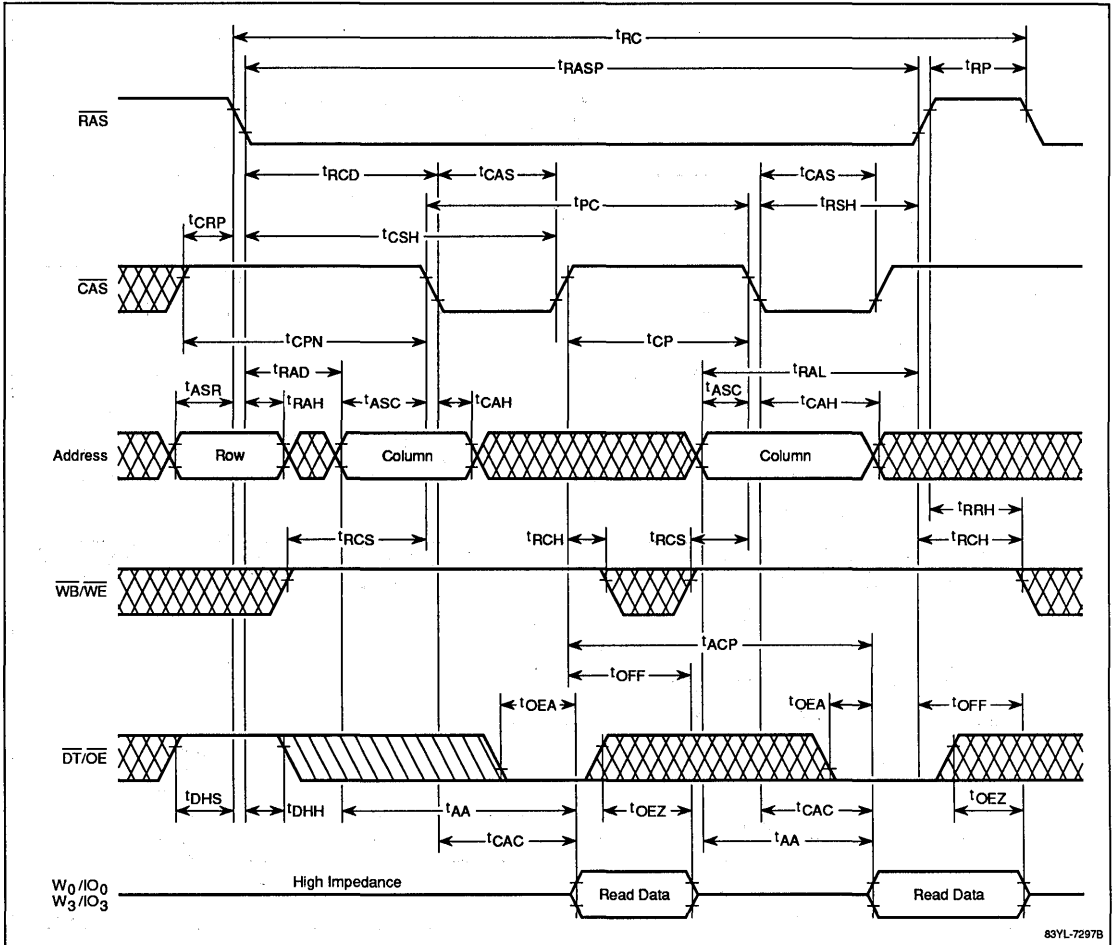 tRC
tRASP
tRP
RAS
tRCD
tCAS
tCAS
tPC
tRSH
tCRP
tCSH
CAS
tCPN
tCP
tRAD
tRAL
tASR
tRAH
tASC
tCAH
tASC
tCAH
Address
Row
Column
Column
tRRH
tRCS
tRCH
tRCS
tRCH
WB/WE
tACP
tOFF
tOEA
tOEA
tOFF
DT/OE
tDHS
tDHH
tAA
tOEZ
tCAC
tOEZ
tCAC
tAA
High Impedance
W0/IO0
W3/IO3
Read Data
Read Data
83YL-7297B